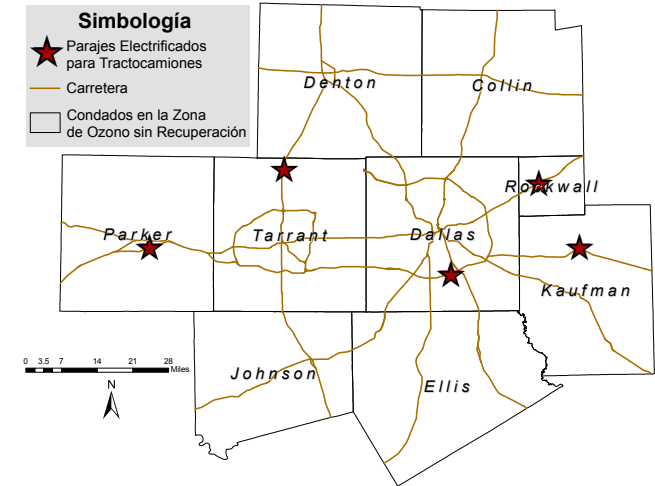 Simbología
Parajes Electrificados
para Tractocamiones
Carretera
Condados en la Zona
de Ozono sin Recuperación
Denton
Collin
Rockwall
Parker
Tarrant
Dallas
Kaufman
Johnson
Ellis
0 3.5 7 14 21 28
Miles
N